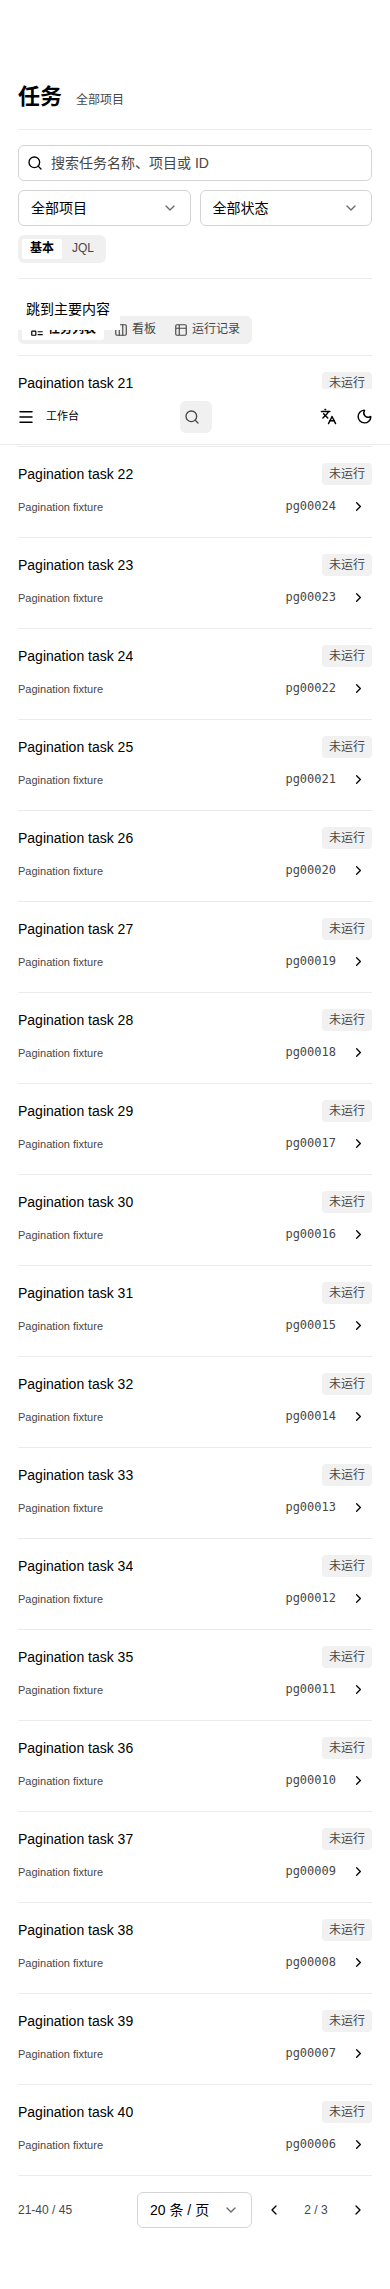 任务 全部项目
搜索任务名称、项目或 ID
全部项目 全部状态
基本 JQL
跳到主要内容
任务列表 看板 运行记录
Pagination task 21 未运行
工作台
Pagination task 22 未运行
Pagination fixture pg00024
Pagination task 23 未运行
Pagination fixture pg00023
Pagination task 24 未运行
Pagination fixture pg00022
Pagination task 25 未运行
Pagination fixture pg00021
Pagination task 26 未运行
Pagination fixture pg00020
Pagination task 27 未运行
Pagination fixture pg00019
Pagination task 28 未运行
Pagination fixture pg00018
Pagination task 29 未运行
Pagination fixture pg00017
Pagination task 30 未运行
Pagination fixture pg00016
Pagination task 31 未运行
Pagination fixture pg00015
Pagination task 32 未运行
Pagination fixture pg00014
Pagination task 33 未运行
Pagination fixture pg00013
Pagination task 34 未运行
Pagination fixture pg00012
Pagination task 35 未运行
Pagination fixture pg00011
Pagination task 36 未运行
Pagination fixture pg00010
Pagination task 37 未运行
Pagination fixture pg00009
Pagination task 38 未运行
Pagination fixture pg00008
Pagination task 39 未运行
Pagination fixture pg00007
Pagination task 40 未运行
Pagination fixture pg00006
21-40 / 45 20 条 / 页 2 / 3